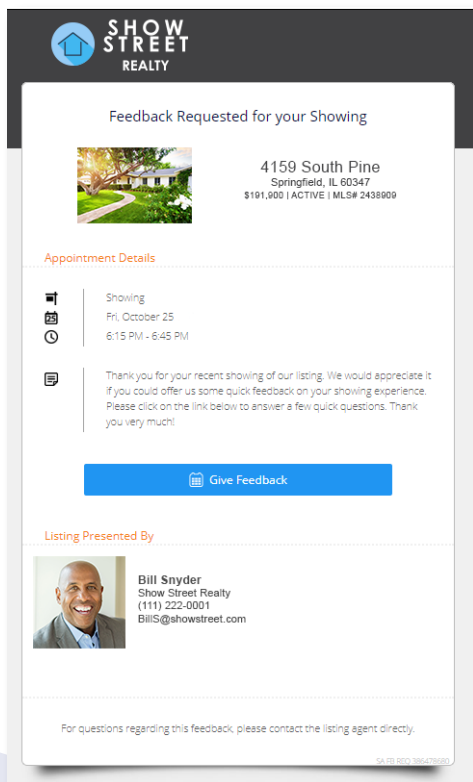 SHOW
STREET
REALTY
Feedback Requested for your Showing
4159 South Pine
Springfield, IL 60347
$191,900 | ACTIVE | MLS# 2438909
Appointment Details
Showing
25
Fri, October 25
6:15 PM - 6:45 PM
Thank you for your recent showing of our listing. We would appreciate it
if you could offer us some quick feedback on your showing experience.
Please click on the link below to answer a few quick questions. Thank
you very much!
Give Feedback
Listing Presented By
Bill Snyder
Show Street Realty
(111) 222-0001
BillS@showstreet.com
For questions regarding this feedback, please contact the listing agent directly.
SA FB REQ 386478680